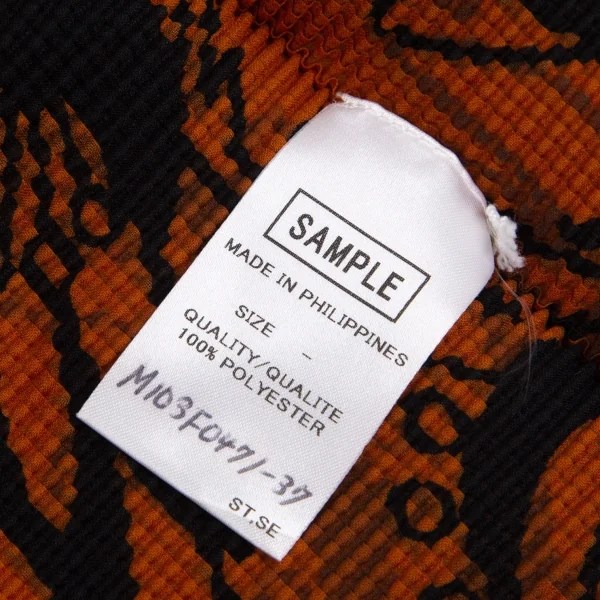 SAMPLE
MADE IN PHILIPPINES
SIZE -
QUALITY/QUALITE
100% POLYESTER
M103F0471-37
ST,SE